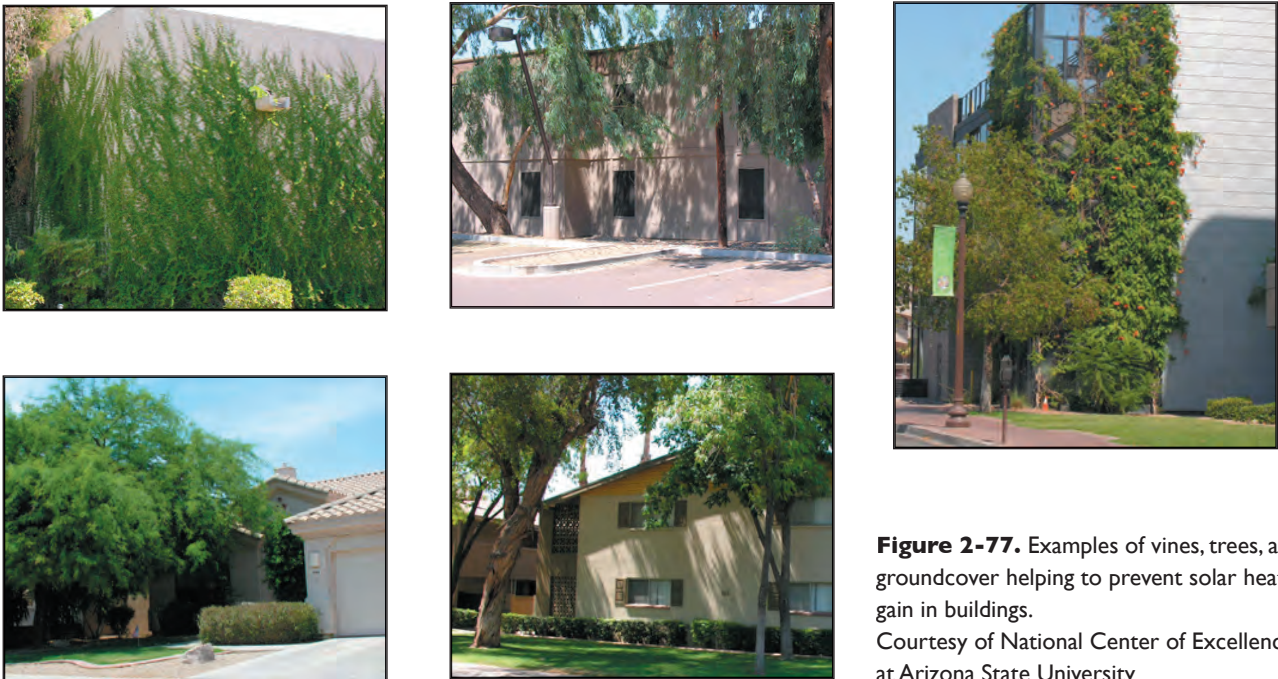 Figure 2-77. Examples of vines, trees, a
groundcover helping to prevent solar hea
gain in buildings.
Courtesy of National Center of Excellenc
at Arizona State University